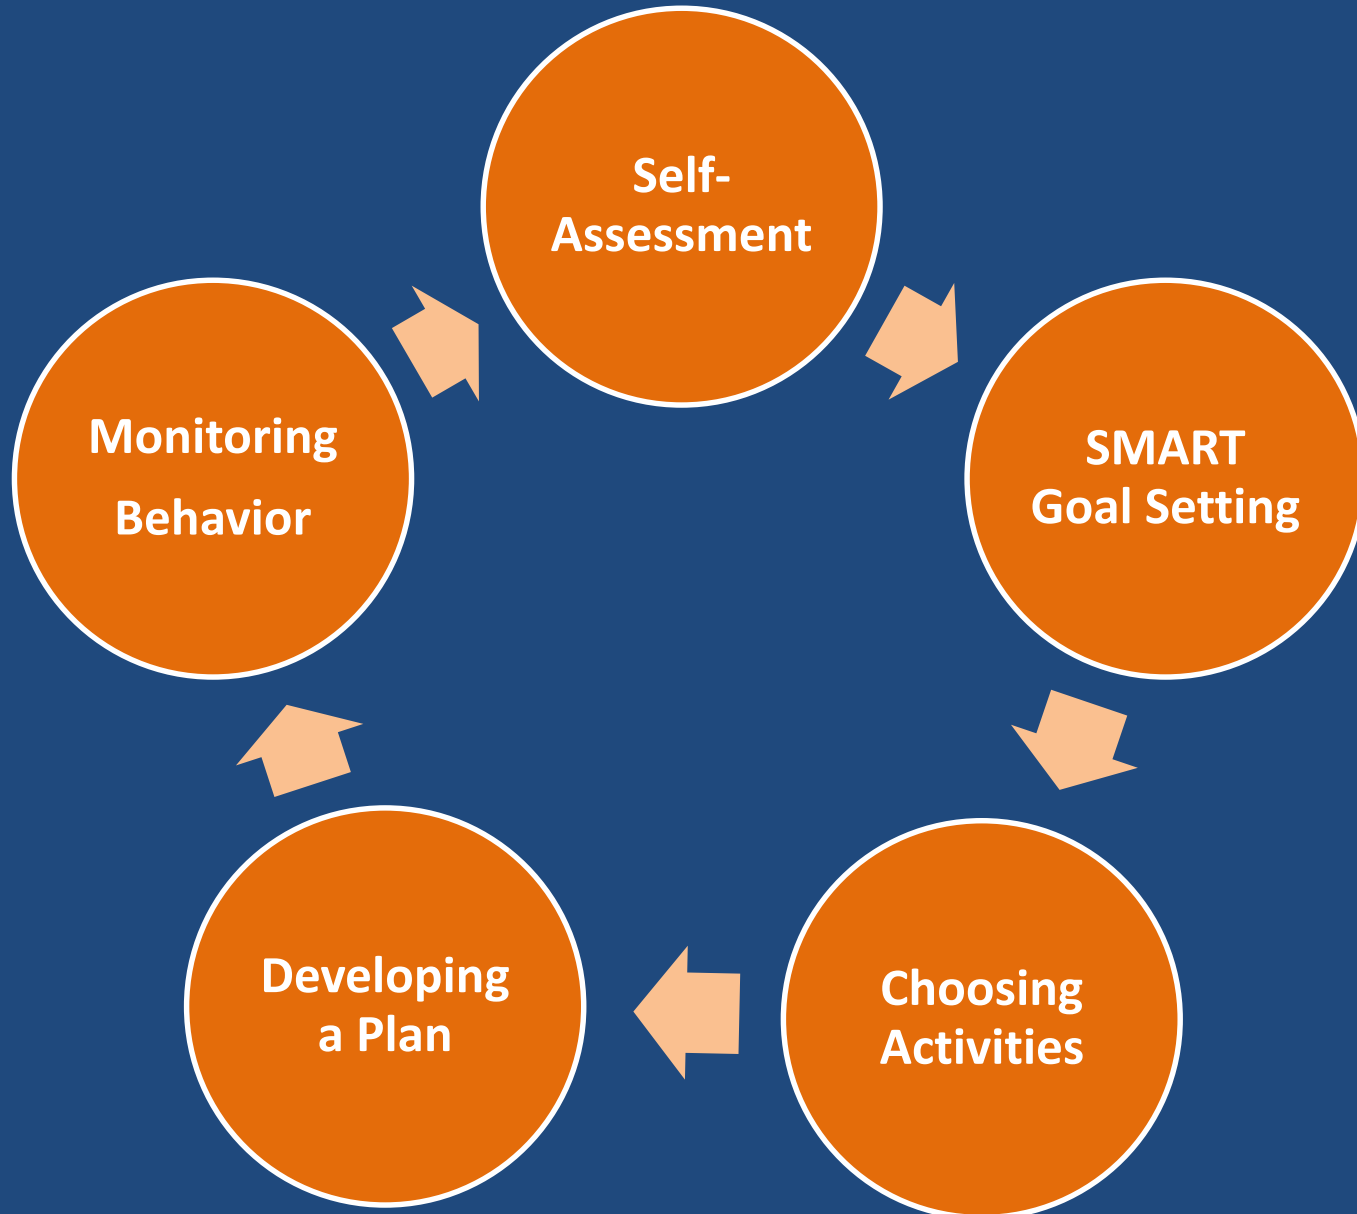 Self-
Assessment
SMART
Goal Setting
Choosing
Activities
Developing
a Plan
Monitoring
Behavior